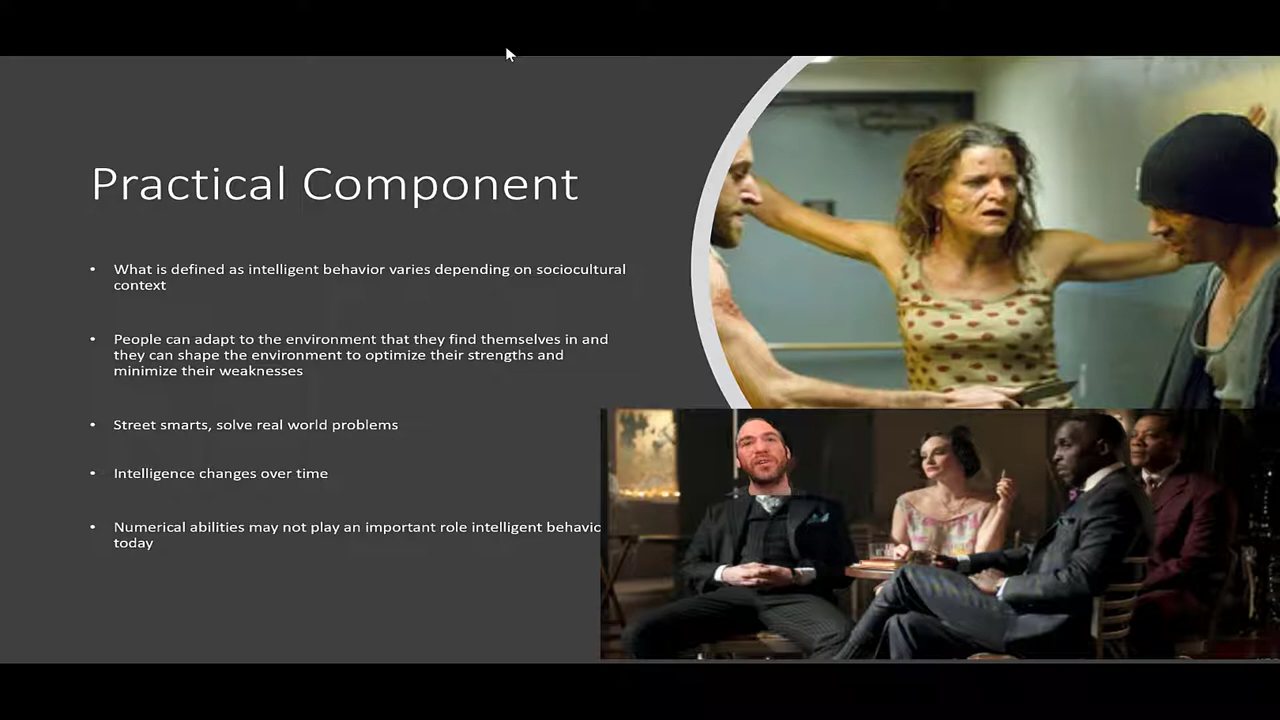 Practical Component
• What is defined as intelligent behavior varies depending on sociocultural
context
• People can adapt to the environment that they find themselves in and
they can shape the environment to optimize their strengths and
minimize their weaknesses
• Street smarts, solve real world problems
• Intelligence changes over time
• Numerical abilities may not play an important role intelligent behavio
today